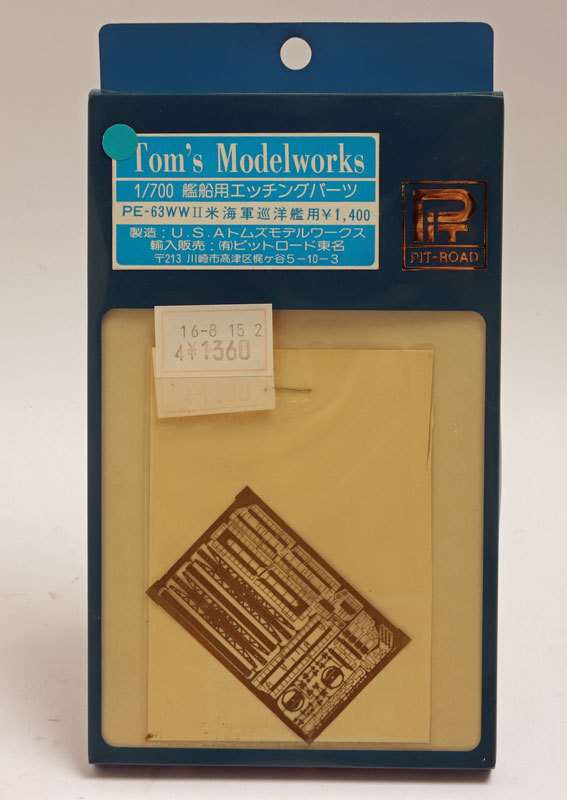 Tom's Modelworks
1/700 艦船用エッチングパーツ
PE-63WWII米海軍巡洋艦用¥1,400
製造：U.S.Aトムズモデルワークス
輸入販売：㈲ピットロード東名
〒213 川崎市高津区梶ヶ谷5-10-3
PIT-ROAD
16-8 15 2
4¥1360